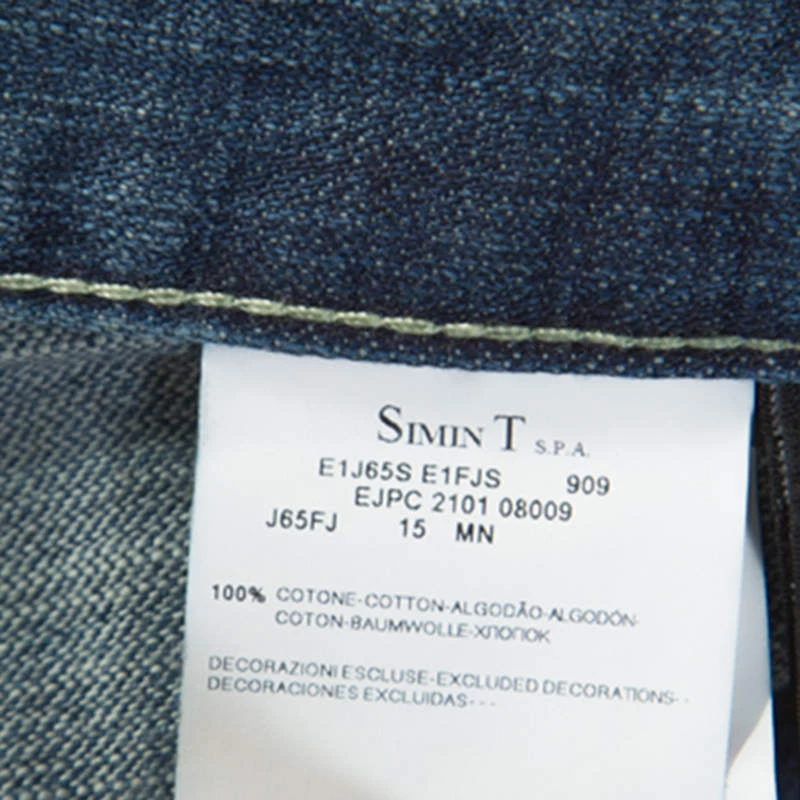 SIMIN T S.P.A.
E1J65S E1FJS 909
EJPC 2101 08009
J65FJ 15 MN
100% COTONE-COTTON-ALGODÃO-ALGODÓN-
COTON-BAUMWOLLE-ХЛОПОК
DECORAZIONI ESCLUSE-EXCLUDED DECORATIONS--
DECORACIONES EXCLUIDAS---